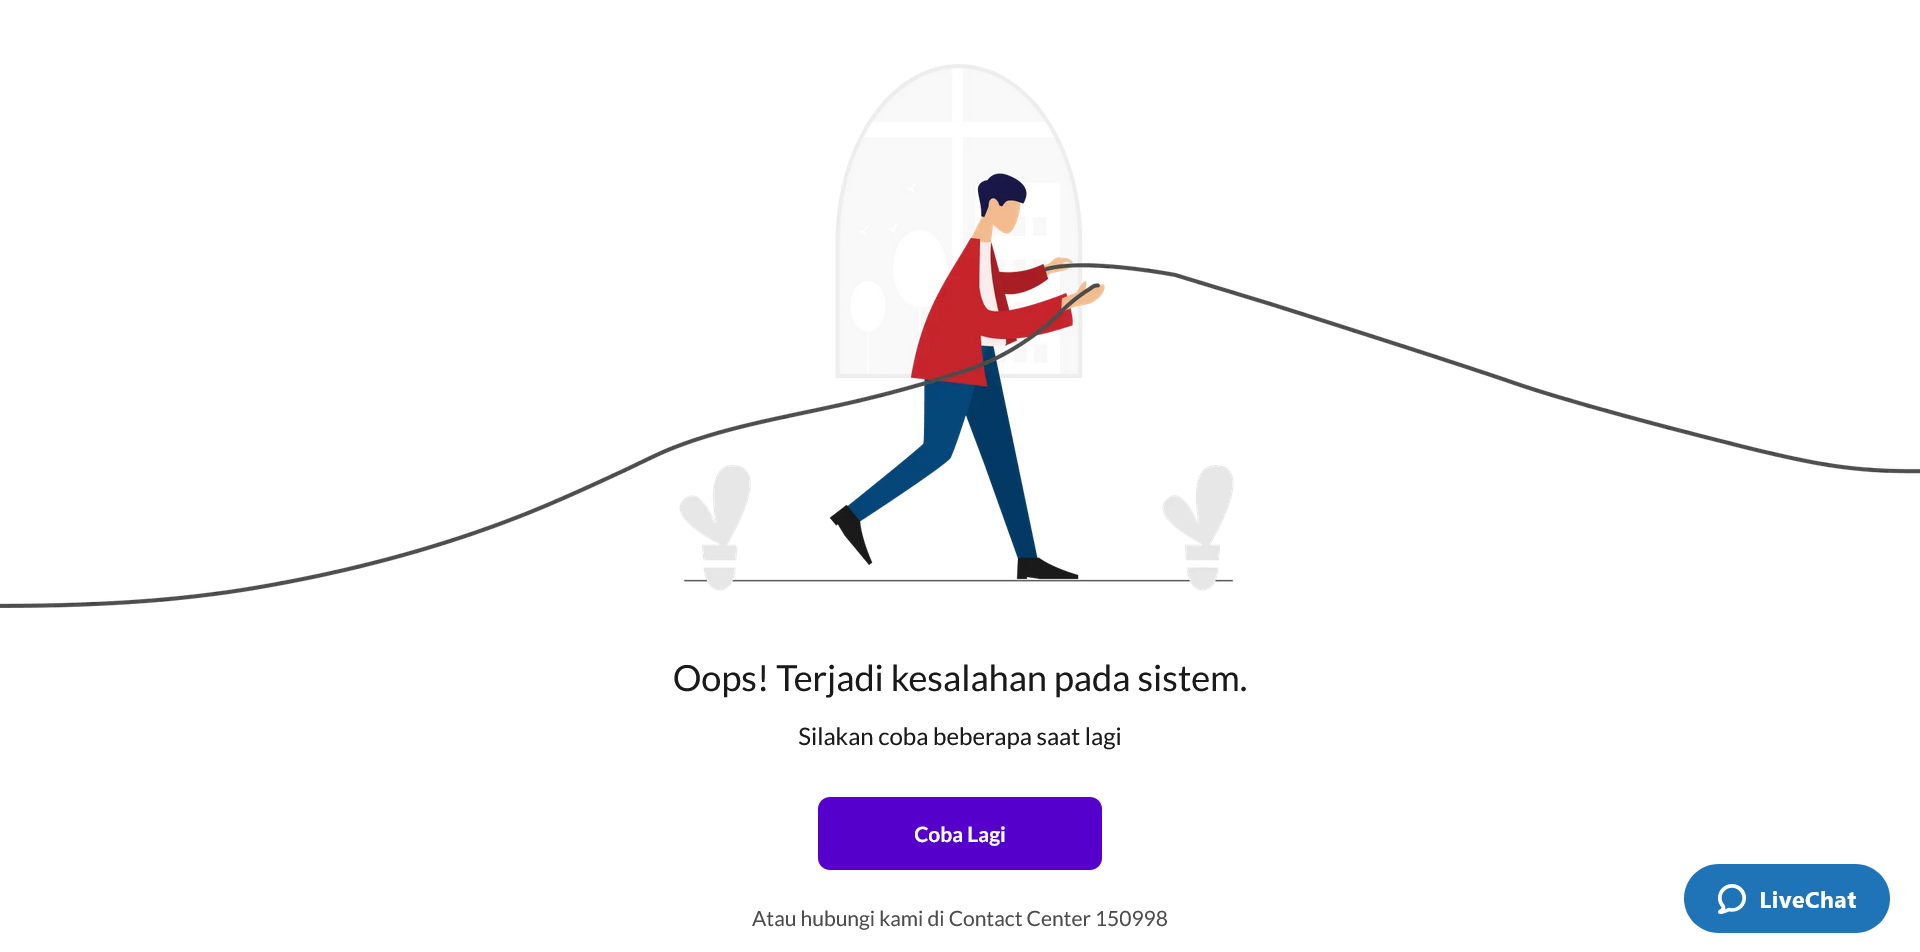 Oops! Terjadi kesalahan pada sistem.
Silakan coba beberapa saat lagi
Coba Lagi
Atau hubungi kami di Contact Center 150998
LiveChat